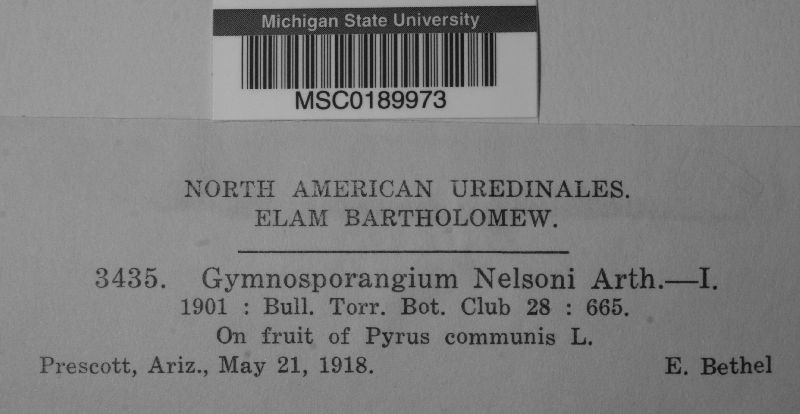 Michigan State University
MSC0189973
NORTH AMERICAN UREDINALES.
ELAM BARTHOLOMEW.
3435. Gymnosporangium Nelsoni Arth.—I.
1901 : Bull. Torr. Bot. Club 28 : 665.
On fruit of Pyrus communis L.
Prescott, Ariz., May 21, 1918. E. Bethel